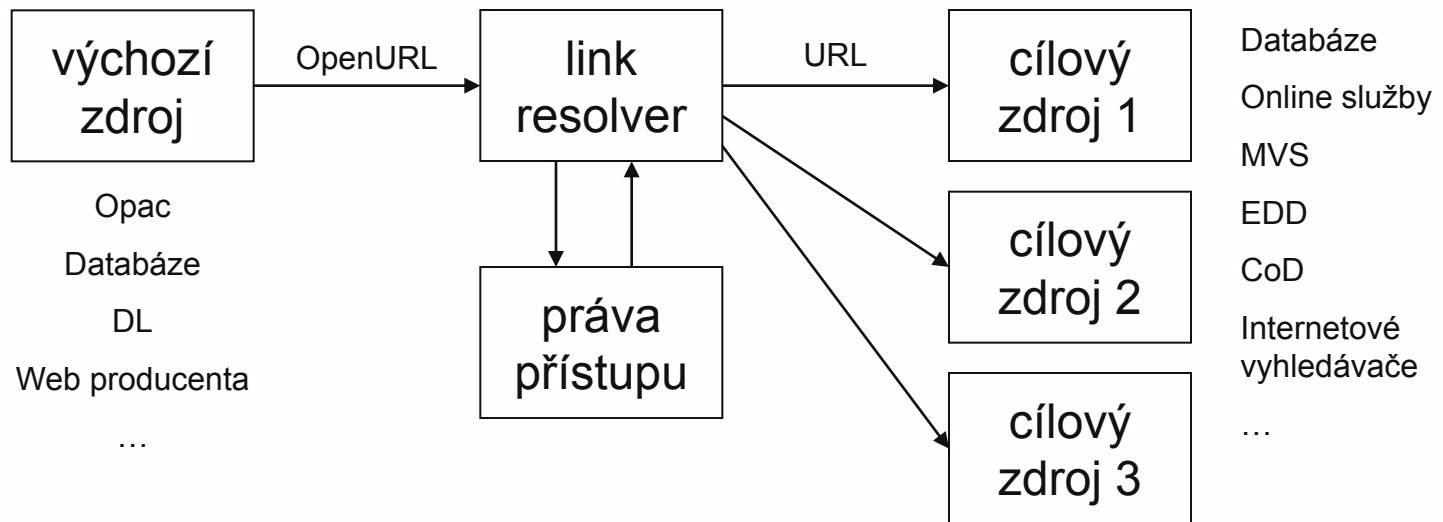 výchozí
zdroj
OpenURL
link
resolver
URL
cílový
zdroj 1
Opac
Databáze
DL
Web producenta
…
práva
přístupu
cílový
zdroj 2
cílový
zdroj 3
Databáze
Online služby
MVS
EDD
CoD
Internetové
vyhledávače
…